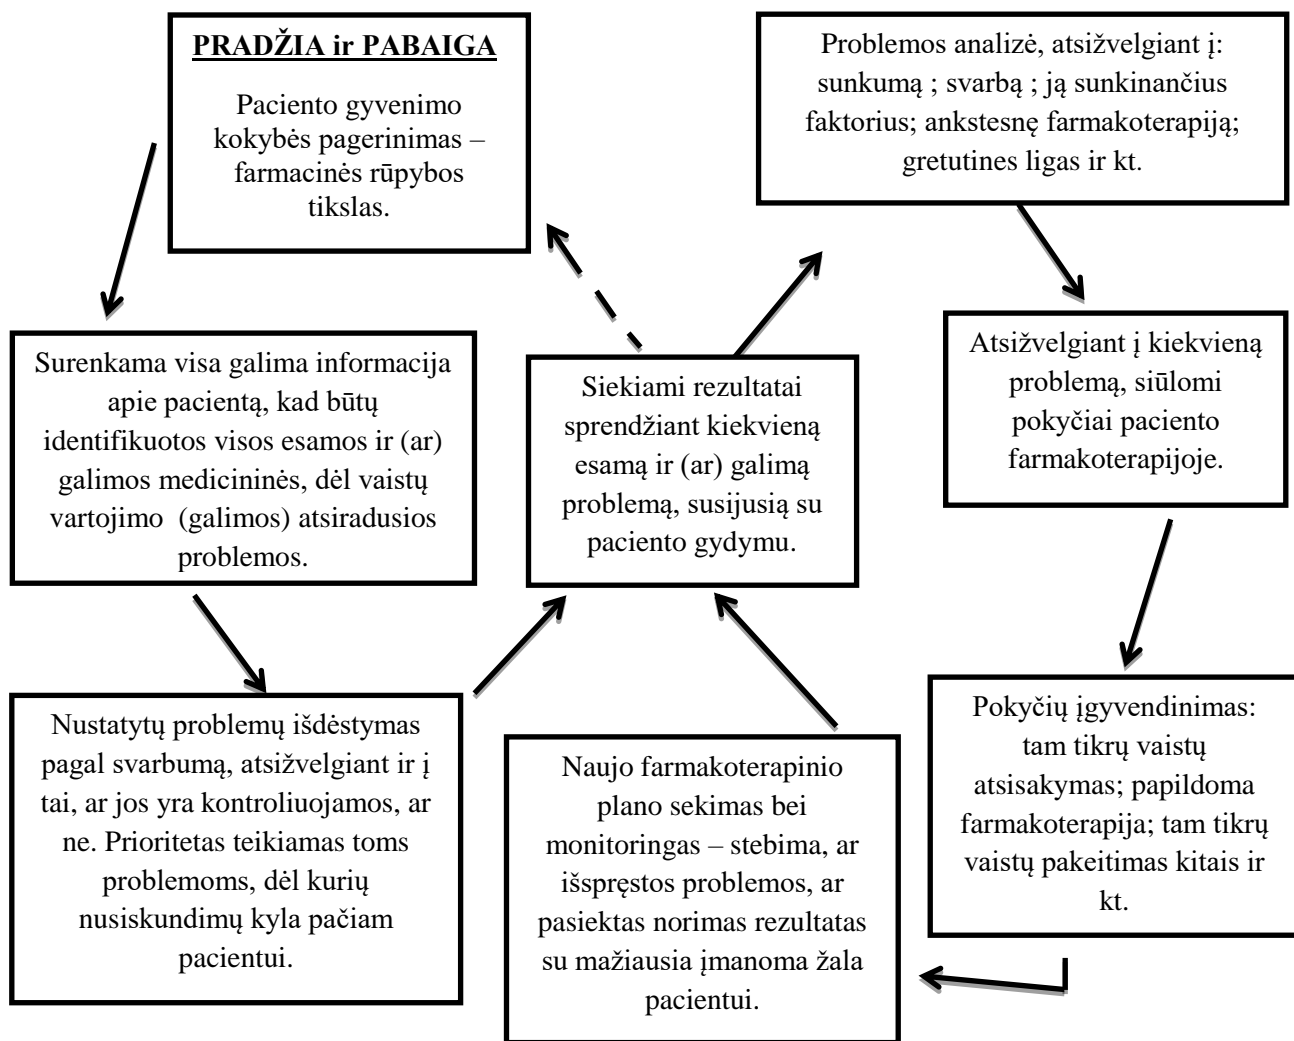 PRADŽIA ir PABAIGA
Paciento gyvenimo
kokybės pagerinimas –
farmacinės rūpybos
tikslas.
Surenkama visa galima informacija
apie pacientą, kad būtų
identifikuotos visos esamos ir (ar)
galimos medicininės, dėl vaistų
vartojimo (galimos) atsiradusios
problemos.
Nustatytų problemų išdėstymas
pagal svarbumą, atsižvelgiant ir į
tai, ar jos yra kontroliuojamos, ar
ne. Prioritetas teikiamas toms
problemoms, dėl kurių
nusiskundimų kyla pačiam
pacientui.
Siekiami rezultatai
sprendžiant kiekvieną
esamą ir (ar) galimą
problemą, susijusią su
paciento gydymu.
Problemos analizė, atsižvelgiant į:
sunkumą ; svarbą ; ją sunkinančius
faktorius; ankstesnę farmakoterapiją;
gretutines ligas ir kt.
Atsižvelgiant į kiekvieną
problemą, siūlomi
pokyčiai paciento
farmakoterapijoje.
Pokyčių įgyvendinimas:
tam tikrų vaistų
atsisakymas; papildoma
farmakoterapija; tam tikrų
vaistų pakeitimas kitais ir
kt.
Naujo farmakoterapinio
plano sekimas bei
monitoringas – stebima, ar
išspręstos problemos, ar
pasiektas norimas rezultatas
su mažiausia įmanoma žala
pacientui.